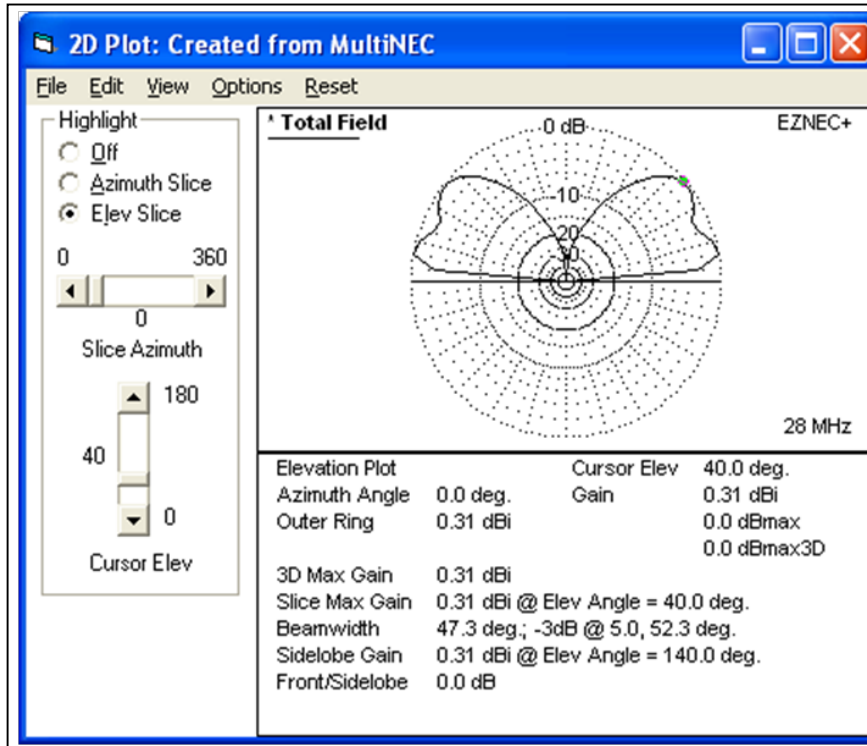 2D Plot: Created from MultiNEC
File Edit View Options Reset
Highlight
Off
Azimuth Slice
Elev Slice
0 360
0
Slice Azimuth
180
40
0
Cursor Elev
* Total Field
0 dB
EZNEC+
-10
-20
-30
28 MHz
Elevation Plot Cursor Elev 40.0 deg.
Azimuth Angle 0.0 deg. Gain 0.31 dBi
Outer Ring 0.31 dBi 0.0 dBmax
0.0 dBmax3D
3D Max Gain 0.31 dBi
Slice Max Gain 0.31 dBi @ Elev Angle = 40.0 deg.
Beamwidth 47.3 deg.; -3dB @ 5.0, 52.3 deg.
Sidelobe Gain 0.31 dBi @ Elev Angle = 140.0 deg.
Front/Sidelobe 0.0 dB